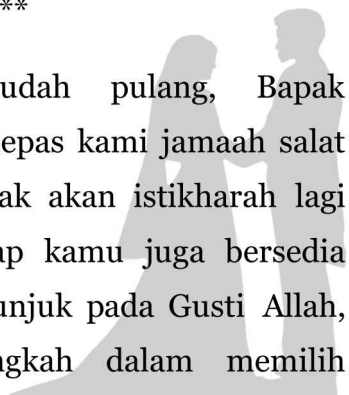 **
udah pulang, Bapak
epas kami jamaah salat
ak akan istikharah lagi
ap kamu juga bersedia
unjuk pada Gusti Allah,
ngkah dalam memilih